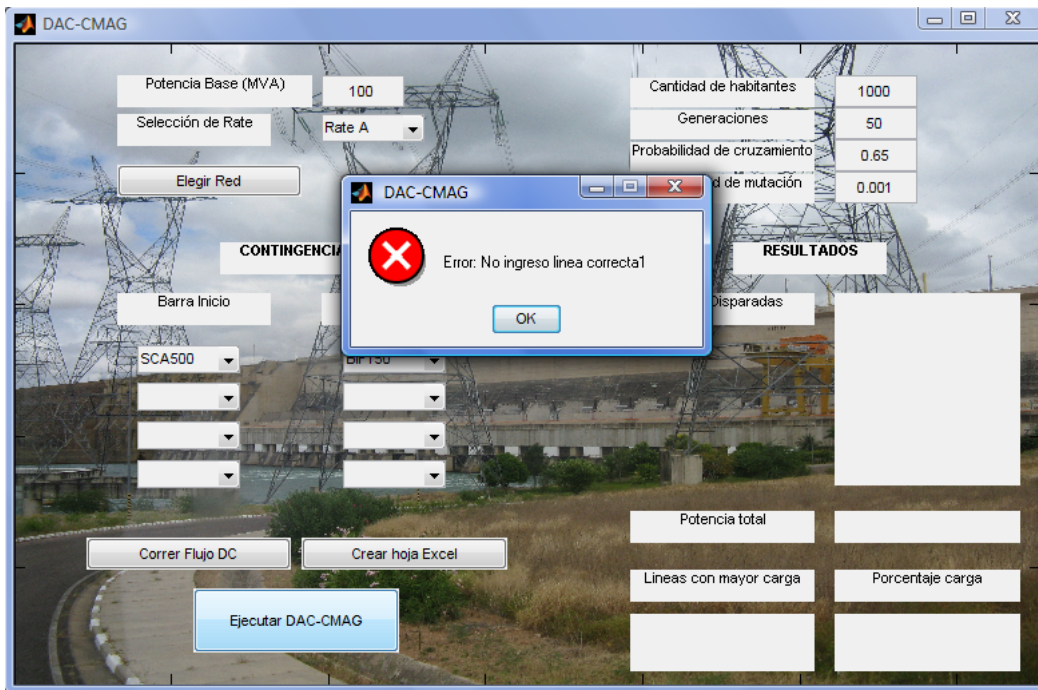 DAC-CMAG
Potencia Base (MVA)
100
Selección de Rate
Rate A
Elegir Red
Cantidad de habitantes
1000
Generaciones
50
Probabilidad de cruzamiento
0.65
d de mutación
0.001
DAC-CMAG
Error: No ingreso linea correcta1
OK
CONTINGENCIA
RESULTADOS
Barra Inicio
Disparadas
SCA500
BIF150
Correr Flujo DC
Crear hoja Excel
Ejecutar DAC-CMAG
Potencia total
Lineas con mayor carga
Porcentaje carga